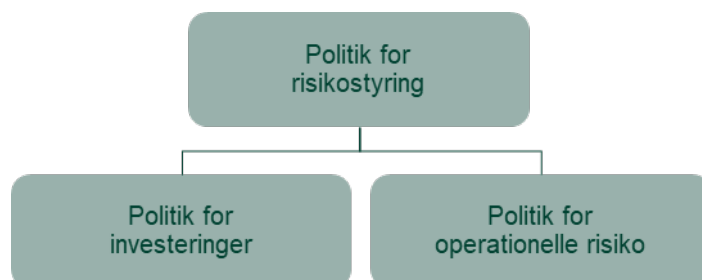 Politik for
risikostyring
Politik for
investeringer
Politik for
operationelle risiko